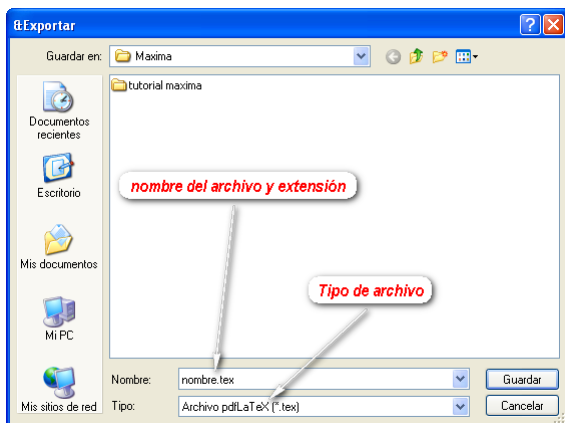 &Exportar
Guardar en:
Maxima
tutorial maxima
Documentos
recientes
Escritorio
Mis documentos
Mi PC
Mis sitios de red
nombre del archivo y extensión
Tipo de archivo
Nombre:
nombre.tex
Guardar
Tipo:
Archivo pdfLaTeX (*.tex)
Cancelar